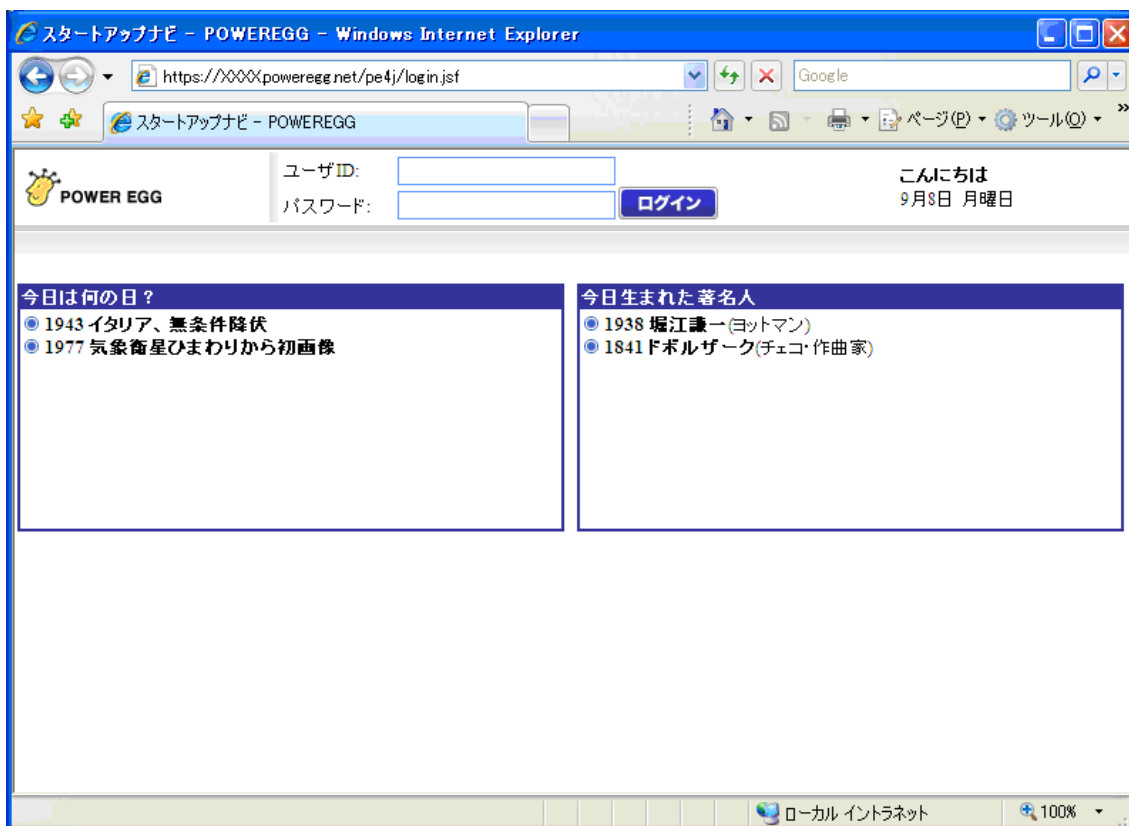 スタートアップナビ - POWEREGG - Windows Internet Explorer
https://XXXX.poweregg.net/pe4j/login.jsf
Google
スタートアップナビ - POWEREGG
ページ(P)
ツール(O)
»
POWER EGG
ユーザID:
パスワード:
ログイン
こんにちは
9月8日 月曜日
今日は何の日？
1943 イタリア、無条件降伏
1977 気象衛星ひまわりから初画像
今日生まれた著名人
1938 堀江謙一(ヨットマン)
1841 ドボルザーク(チェコ・作曲家)
ローカル イントラネット
100%